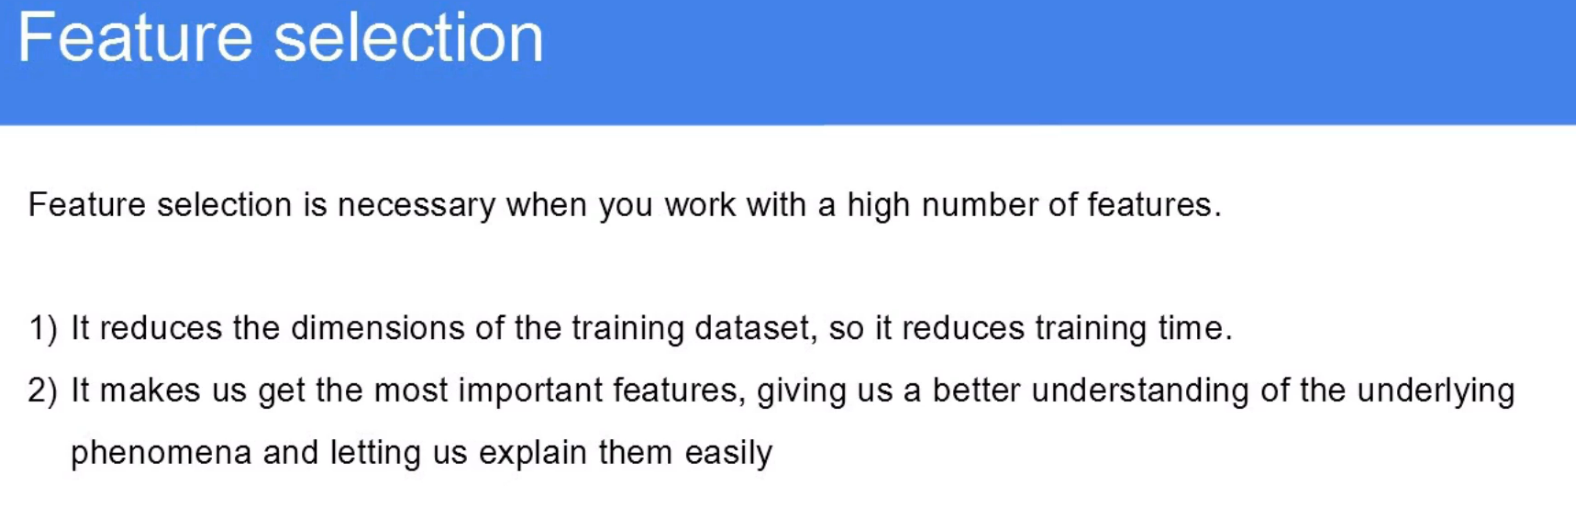 Feature selection
Feature selection is necessary when you work with a high number of features.
1) It reduces the dimensions of the training dataset, so it reduces training time.
2) It makes us get the most important features, giving us a better understanding of the underlying
phenomena and letting us explain them easily